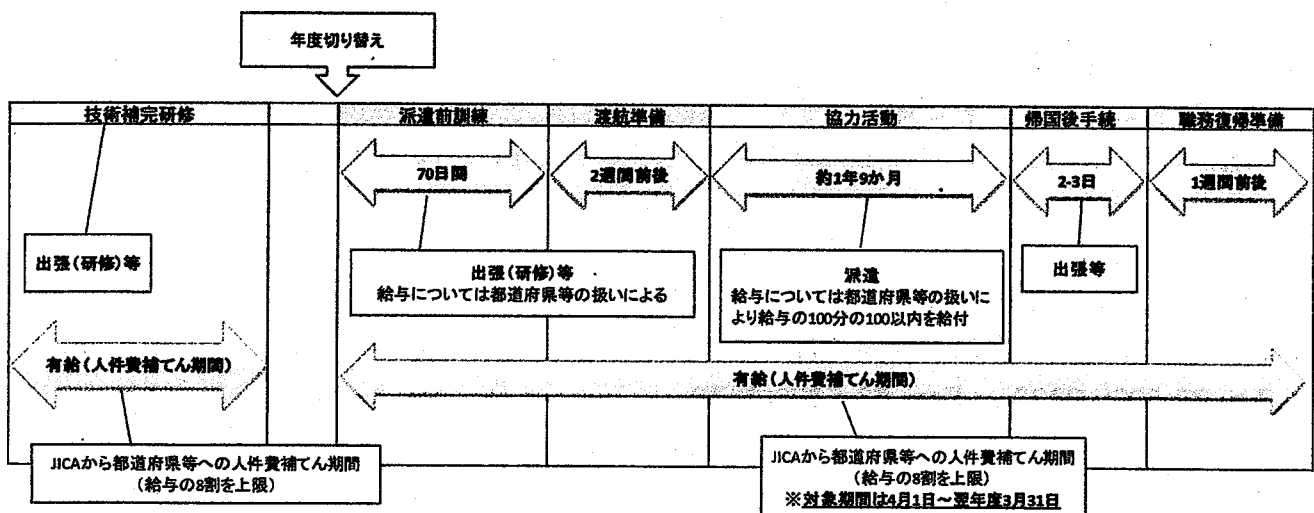 年度切り替え
技術補完研修
派遣前訓練
渡航準備
協力活動
帰国後手続
職務復帰準備
70日間
2週間前後
約1年9か月
2-3日
1週間前後
出張(研修)等
出張(研修)等
給与については都道府県等の扱いによる
派遣
給与については都道府県等の扱いに
より給与の100分の100以内を給付
出張等
有給(人件費補てん期間)
有給(人件費補てん期間)
JICAから都道府県等への人件費補てん期間
(給与の8割を上限)
JICAから都道府県等への人件費補てん期間
(給与の8割を上限)
※対象期間は4月1日~翌年度3月31日